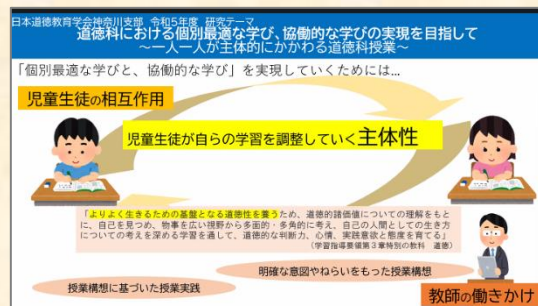 日本道徳教育学会神奈川支部 令和5年度 研究テーマ
道徳科における個別最適な学び、協働的な学びの実現を目指して
～一人一人が主体的にかかわる道徳科授業～
「個別最適な学びと、協働的な学び」を実現していくためには…
児童生徒の相互作用
児童生徒が自らの学習を調整していく主体性
「よりよく生きるための基盤となる道徳性を養うため、道徳的諸価値についての理解をもと
に、自己を見つめ、物事を広い視野から多面的・多角的に考え、自己の人間としての生き方
についての考えを深める学習を通して、道徳的な判断力、心情、実践意欲と態度を育てる」
（学習指導要領第3章特別の教科 道徳）
明確な意図やねらいをもった授業構想
授業構想に基づいた授業実践
教師の働きかけ